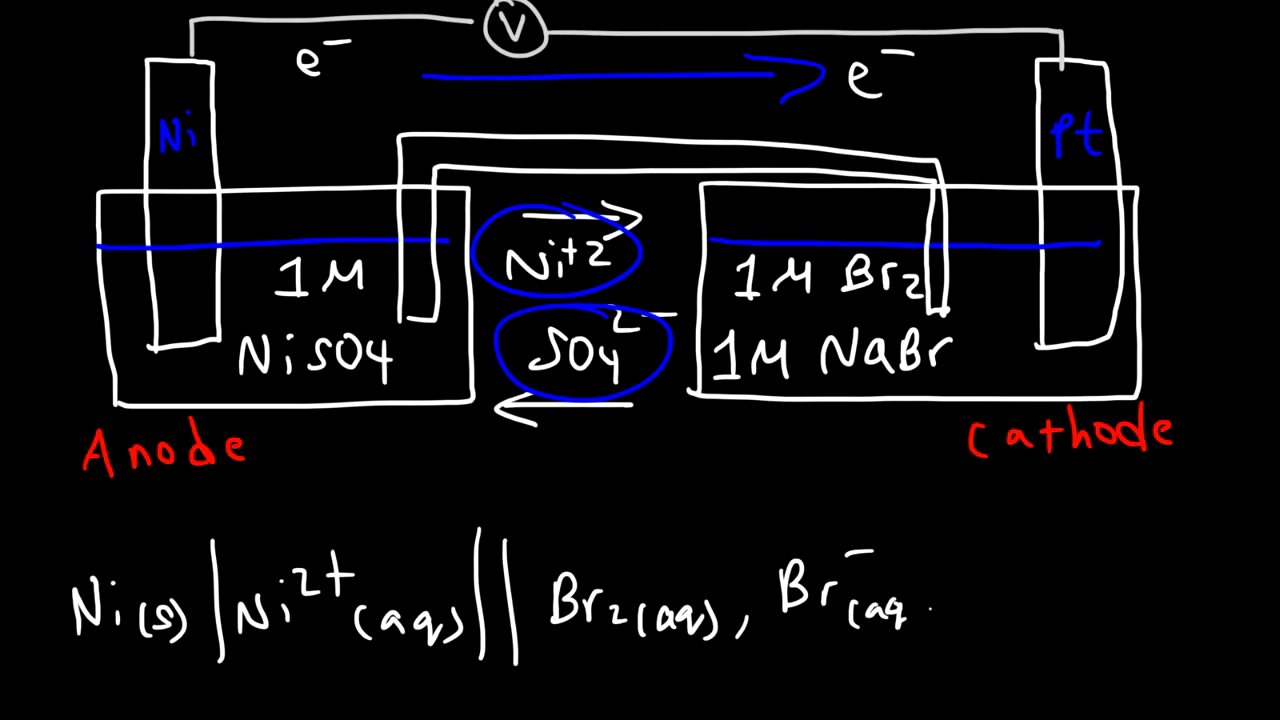 V
e⁻ e⁻
Ni Pt
Ni⁺²
1M 1M Br₂
SO₄²⁻
NiSO4 1M NaBr
Anode Cathode
Ni(s) | Ni²⁺(aq) || Br₂(aq), Br⁻(aq